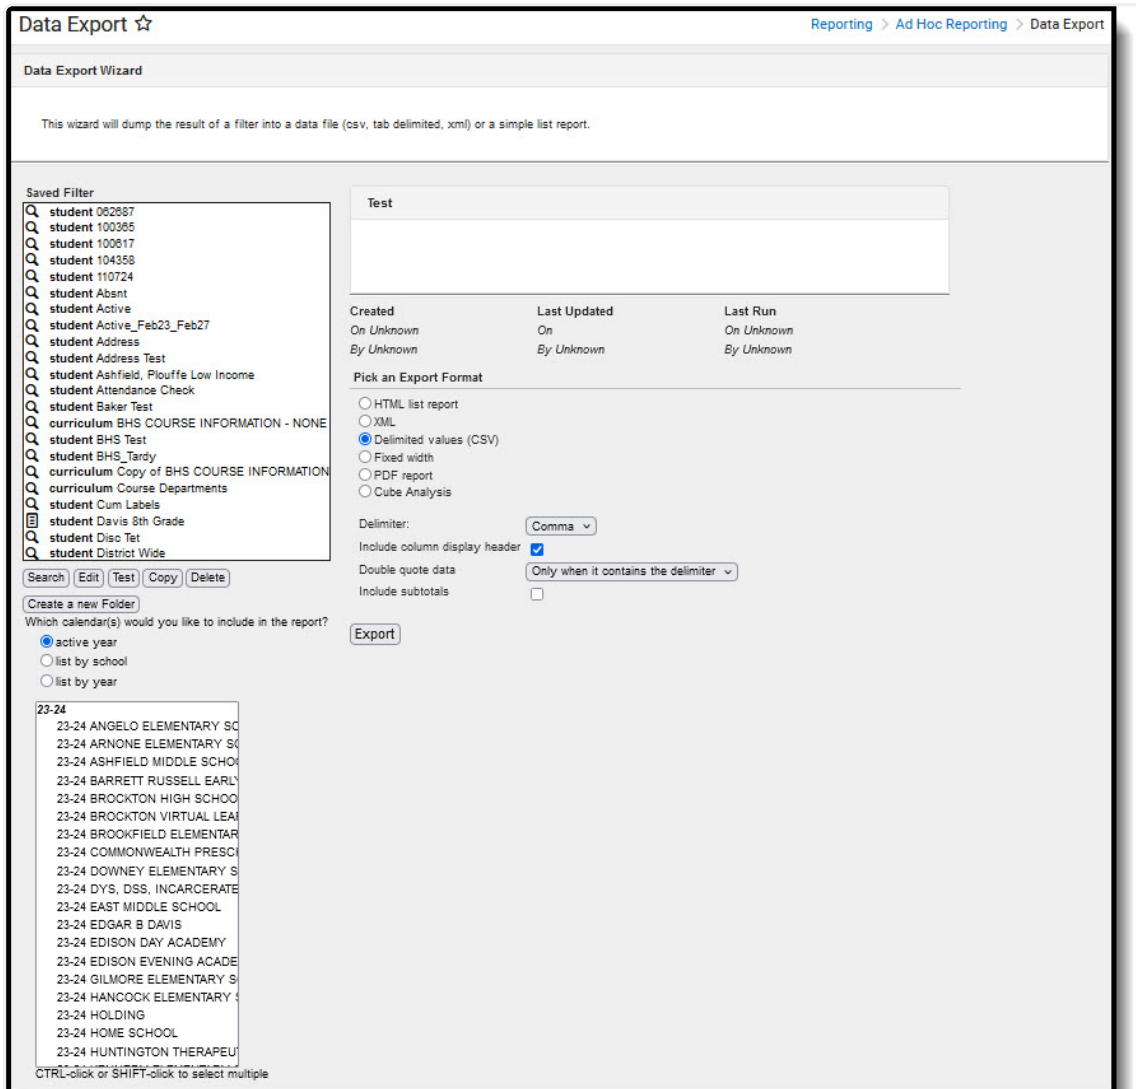 Data Export
Reporting > Ad Hoc Reporting > Data Export
Data Export Wizard
This wizard will dump the result of a filter into a data file (csv, tab delimited, xml) or a simple list report.
Saved Filter
student 062687
student 100365
student 100617
student 104358
student 110724
student Absnt
student Active
student Active_Feb23_Feb27
student Address
student Address Test
student Ashfield, Plouffe Low Income
student Attendance Check
student Baker Test
curriculum BHS COURSE INFORMATION - NONE
student BHS Test
student BHS_Tardy
curriculum Copy of BHS COURSE INFORMATION
curriculum Course Departments
student Cum Labels
student Davis 8th Grade
student Disc Tet
student District Wide
Search Edit Test Copy Delete
Create a new Folder
Which calendar(s) would you like to include in the report?
active year
list by school
list by year
23-24
23-24 ANGELO ELEMENTARY SC
23-24 ARNONE ELEMENTARY SC
23-24 ASHFIELD MIDDLE SCHO
23-24 BARRETT RUSSELL EARL
23-24 BROCKTON HIGH SCHOO
23-24 BROCKTON VIRTUAL LEA
23-24 BROOKFIELD ELEMENTAR
23-24 COMMONWEALTH PRESC
23-24 DOWNEY ELEMENTARY S
23-24 DYS, DSS, INCARCERATE
23-24 EAST MIDDLE SCHOOL
23-24 EDGAR B DAVIS
23-24 EDISON DAY ACADEMY
23-24 EDISON EVENING ACADE
23-24 GILMORE ELEMENTARY S
23-24 HANCOCK ELEMENTARY
23-24 HOLDING
23-24 HOME SCHOOL
23-24 HUNTINGTON THERAPEU
CTRL-click or SHIFT-click to select multiple
Test
Created Last Updated Last Run
On Unknown On On Unknown
By Unknown By Unknown By Unknown
Pick an Export Format
HTML list report
XML
Delimited values (CSV)
Fixed width
PDF report
Cube Analysis
Delimiter: Comma
Include column display header
Double quote data Only when it contains the delimiter
Include subtotals
Export